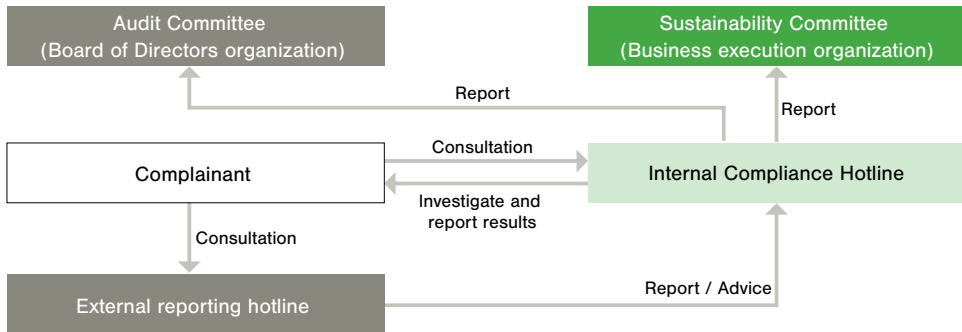 Audit Committee
(Board of Directors organization)
Sustainability Committee
(Business execution organization)
Report
Report
Complainant
Consultation
Internal Compliance Hotline
Investigate and
report results
Consultation
External reporting hotline
Report / Advice